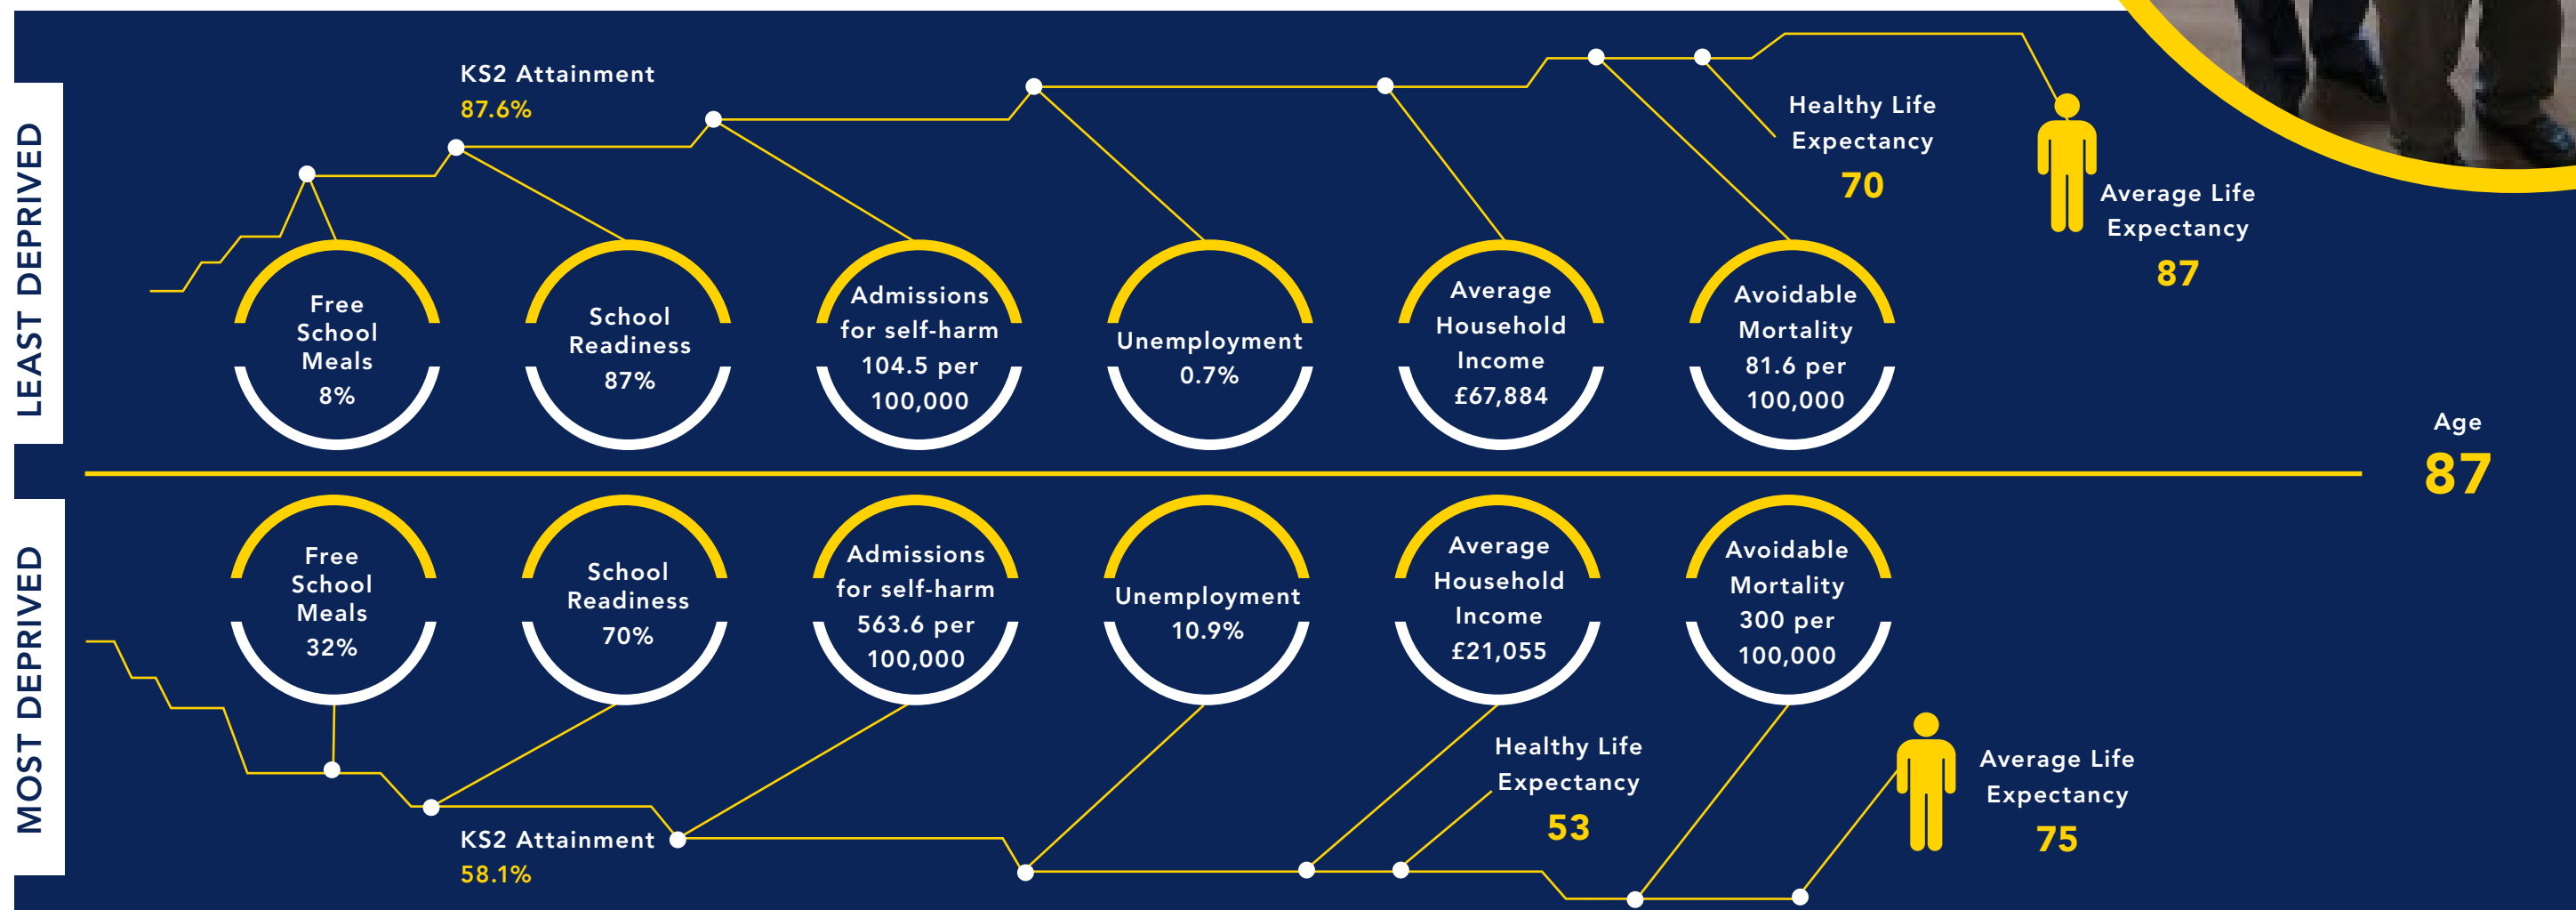 LEAST DEPRIVED
KS2 Attainment
87.6%
Healthy Life
Expectancy
70
Average Life
Expectancy
87
Free
School
Meals
8%
School
Readiness
87%
Admissions
for self-harm
104.5 per
100,000
Unemployment
0.7%
Average
Household
Income
£67,884
Avoidable
Mortality
81.6 per
100,000
Age
87
MOST DEPRIVED
Free
School
Meals
32%
School
Readiness
70%
Admissions
for self-harm
563.6 per
100,000
Unemployment
10.9%
Average
Household
Income
£21,055
Avoidable
Mortality
300 per
100,000
KS2 Attainment
58.1%
Healthy Life
Expectancy
53
Average Life
Expectancy
75